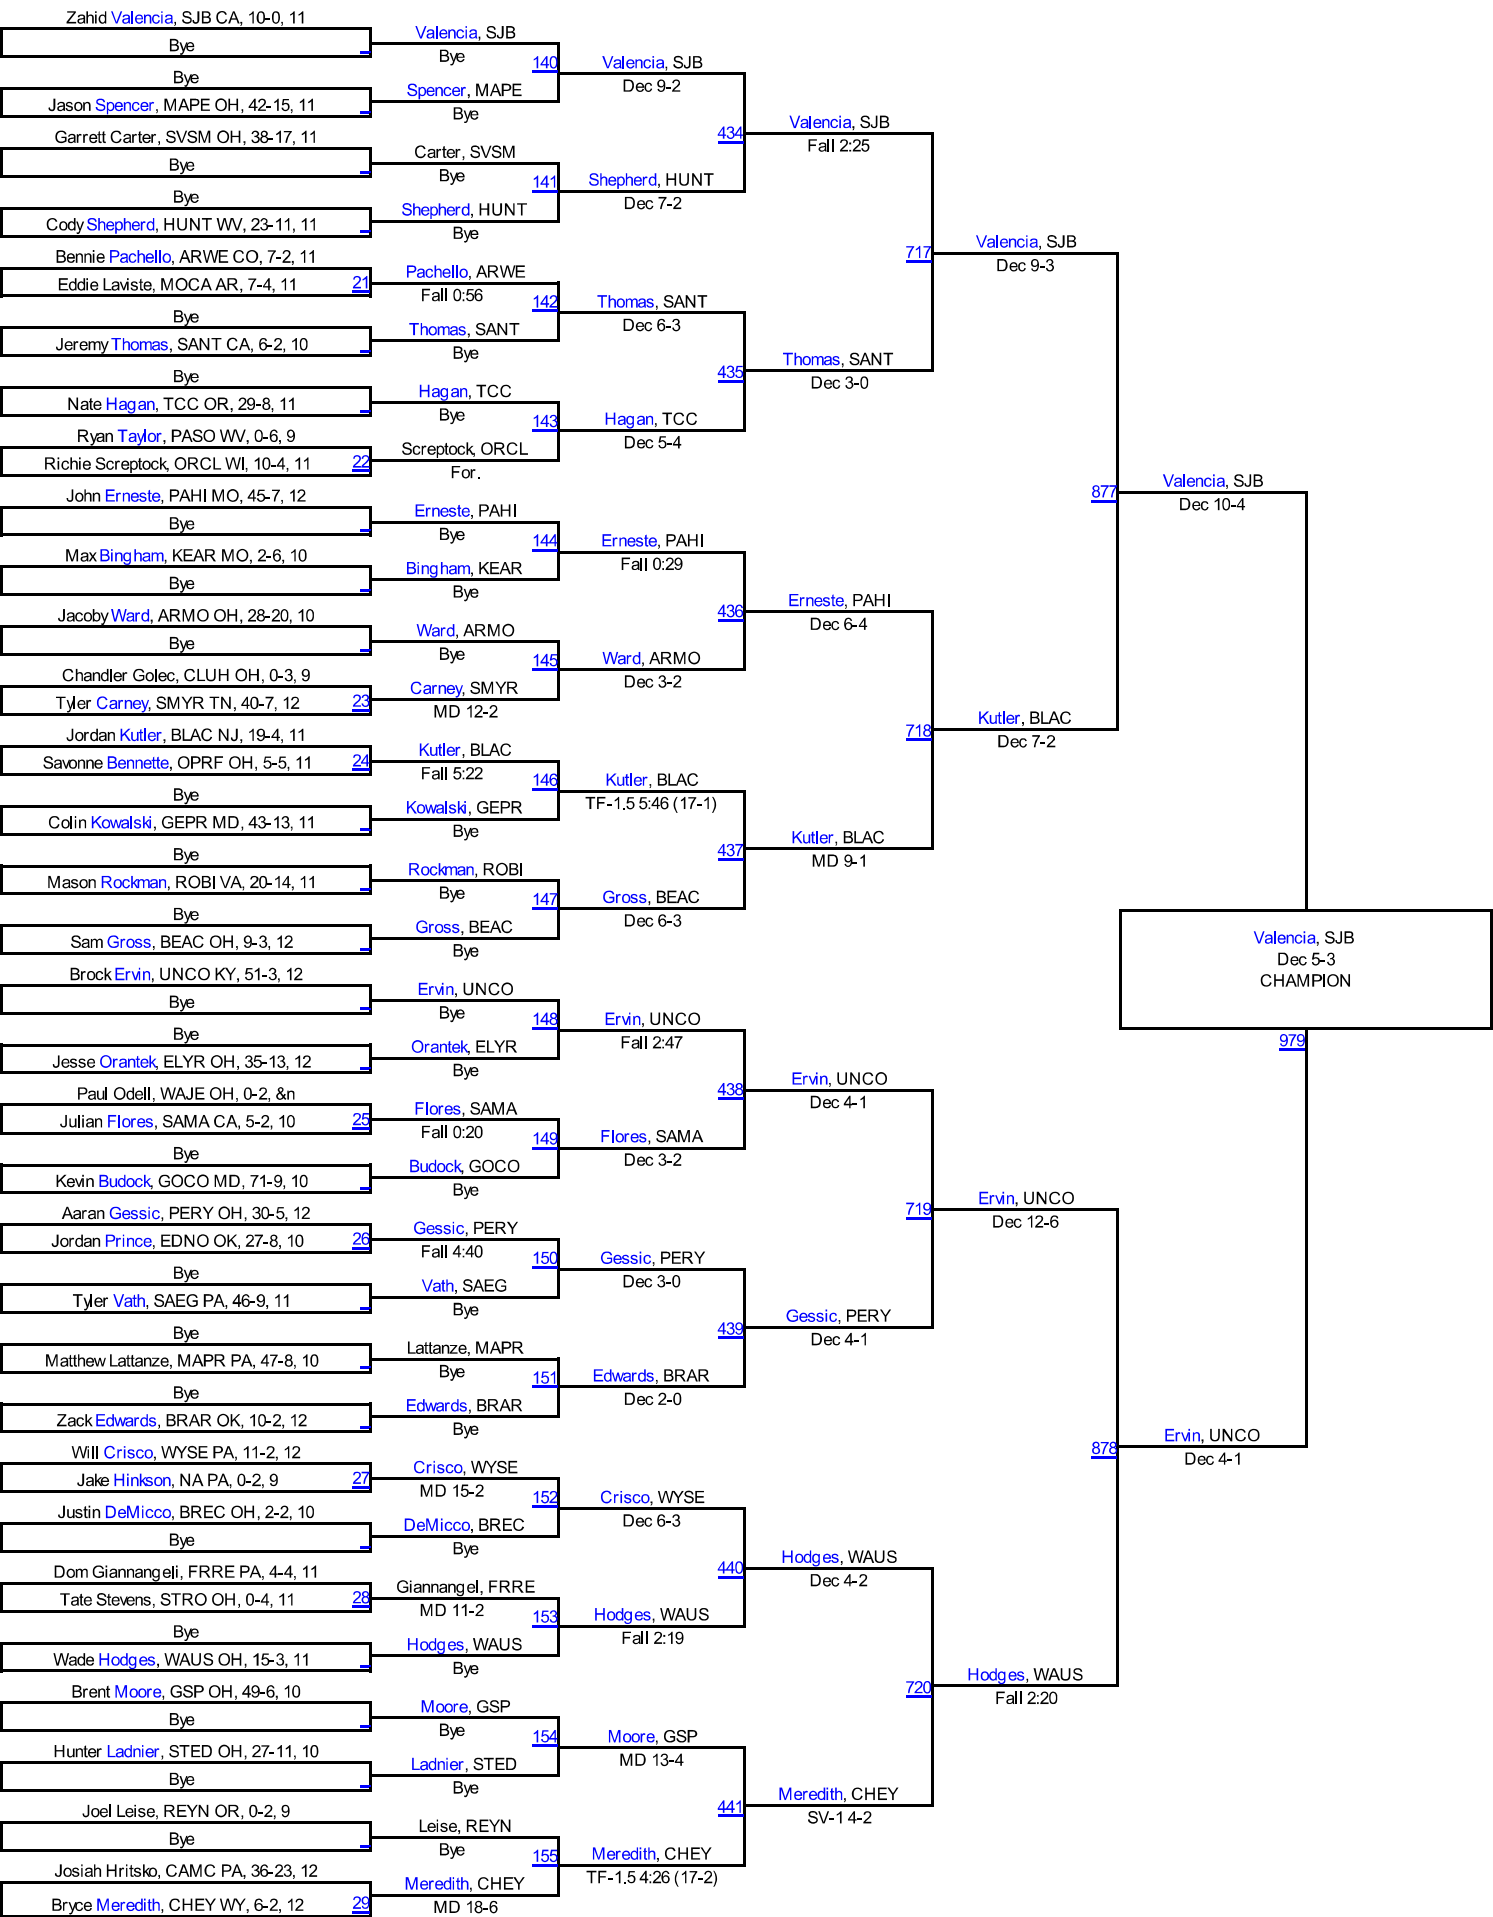 Zahid Valencia, SJB CA, 10-0, 11
Bye
Bye
Jason Spencer, MAPE OH, 42-15, 11
Garrett Carter, SVSM OH, 38-17, 11
Bye
Bye
Cody Shepherd, HUNT WV, 23-11, 11
Bennie Pachello, ARWE CO, 7-2, 11
Eddie Laviste, MOCA AR, 7-4, 11
21
Bye
Jeremy Thomas, SANT CA, 6-2, 10
Bye
Nate Hagan, TCC OR, 29-8, 11
Ryan Taylor, PASO WV, 0-6, 9
Richie Screptock, ORCL WI, 10-4, 11
22
John Erneste, PAHI MO, 45-7, 12
Bye
Max Bingham, KEAR MO, 2-6, 10
Bye
Jacoby Ward, ARMO OH, 28-20, 10
Bye
Chandler Golec, CLUH OH, 0-3, 9
Tyler Carney, SMYR TN, 40-7, 12
23
Jordan Kutler, BLAC NJ, 19-4, 11
Savonne Bennette, OPRF OH, 5-5, 11
24
Bye
Colin Kowalski, GEPR MD, 43-13, 11
Bye
Mason Rockman, ROBI VA, 20-14, 11
Bye
Sam Gross, BEAC OH, 9-3, 12
Brock Ervin, UNCO KY, 51-3, 12
Bye
Bye
Jesse Orantek, ELYR OH, 35-13, 12
Paul Odell, WAJE OH, 0-2, &n
Julian Flores, SAMA CA, 5-2, 10
25
Bye
Kevin Budock, GOCO MD, 71-9, 10
Aaran Gessic, PERY OH, 30-5, 12
Jordan Prince, EDNO OK, 27-8, 10
26
Bye
Tyler Vath, SAEG PA, 46-9, 11
Bye
Matthew Lattanze, MAPR PA, 47-8, 10
Bye
Zack Edwards, BRAR OK, 10-2, 12
Will Crisco, WYSE PA, 11-2, 12
Jake Hinkson, NA PA, 0-2, 9
27
Justin DeMicco, BREC OH, 2-2, 10
Bye
Dom Giannangeli, FRRE PA, 4-4, 11
Tate Stevens, STRO OH, 0-4, 11
28
Bye
Wade Hodges, WAUS OH, 15-3, 11
Brent Moore, GSP OH, 49-6, 10
Bye
Hunter Ladnier, STED OH, 27-11, 10
Bye
Joel Leise, REYN OR, 0-2, 9
Bye
Josiah Hritsko, CAMC PA, 36-23, 12
Bryce Meredith, CHEY WY, 6-2, 12
29
Valencia, SJB
Bye
140
Spencer, MAPE
Bye
Carter, SVSM
Bye
141
Shepherd, HUNT
Bye
Pachello, ARWE
Fall 0:56
142
Thomas, SANT
Bye
Hagan, TCC
Bye
143
Screptock, ORCL
For.
Erneste, PAHI
Bye
144
Bingham, KEAR
Bye
Ward, ARMO
Bye
145
Carney, SMYR
MD 12-2
Kutler, BLAC
Fall 5:22
146
Kowalski, GEPR
Bye
Rockman, ROBI
Bye
147
Gross, BEAC
Bye
Ervin, UNCO
Bye
148
Orantek, ELYR
Bye
Flores, SAMA
Fall 0:20
149
Budock, GOCO
Bye
Gessic, PERY
Fall 4:40
150
Vath, SAEG
Bye
Lattanze, MAPR
Bye
151
Edwards, BRAR
Bye
Crisco, WYSE
MD 15-2
152
DeMicco, BREC
Bye
Giannangel, FRRE
MD 11-2
153
Hodges, WAUS
Bye
Moore, GSP
Bye
154
Ladnier, STED
Bye
Leise, REYN
Bye
155
Meredith, CHEY
MD 18-6
Valencia, SJB
Dec 9-2
434
Shepherd, HUNT
Dec 7-2
Thomas, SANT
Dec 6-3
435
Hagan, TCC
Dec 5-4
Erneste, PAHI
Fall 0:29
436
Ward, ARMO
Dec 3-2
Kutler, BLAC
TF-1.5 5:46 (17-1)
437
Gross, BEAC
Dec 6-3
Ervin, UNCO
Fall 2:47
438
Flores, SAMA
Dec 3-2
Gessic, PERY
Dec 3-0
439
Edwards, BRAR
Dec 2-0
Crisco, WYSE
Dec 6-3
440
Hodges, WAUS
Fall 2:19
Moore, GSP
MD 13-4
441
Meredith, CHEY
TF-1.5 4:26 (17-2)
Valencia, SJB
Fall 2:25
717
Thomas, SANT
Dec 3-0
Erneste, PAHI
Dec 6-4
718
Kutler, BLAC
MD 9-1
Ervin, UNCO
Dec 4-1
719
Gessic, PERY
Dec 4-1
Hodges, WAUS
Dec 4-2
720
Meredith, CHEY
SV-1 4-2
Valencia, SJB
Dec 9-3
877
Kutler, BLAC
Dec 7-2
Ervin, UNCO
Dec 12-6
878
Hodges, WAUS
Fall 2:20
Valencia, SJB
Dec 10-4
Valencia, SJB
Dec 5-3
CHAMPION
979
Ervin, UNCO
Dec 4-1